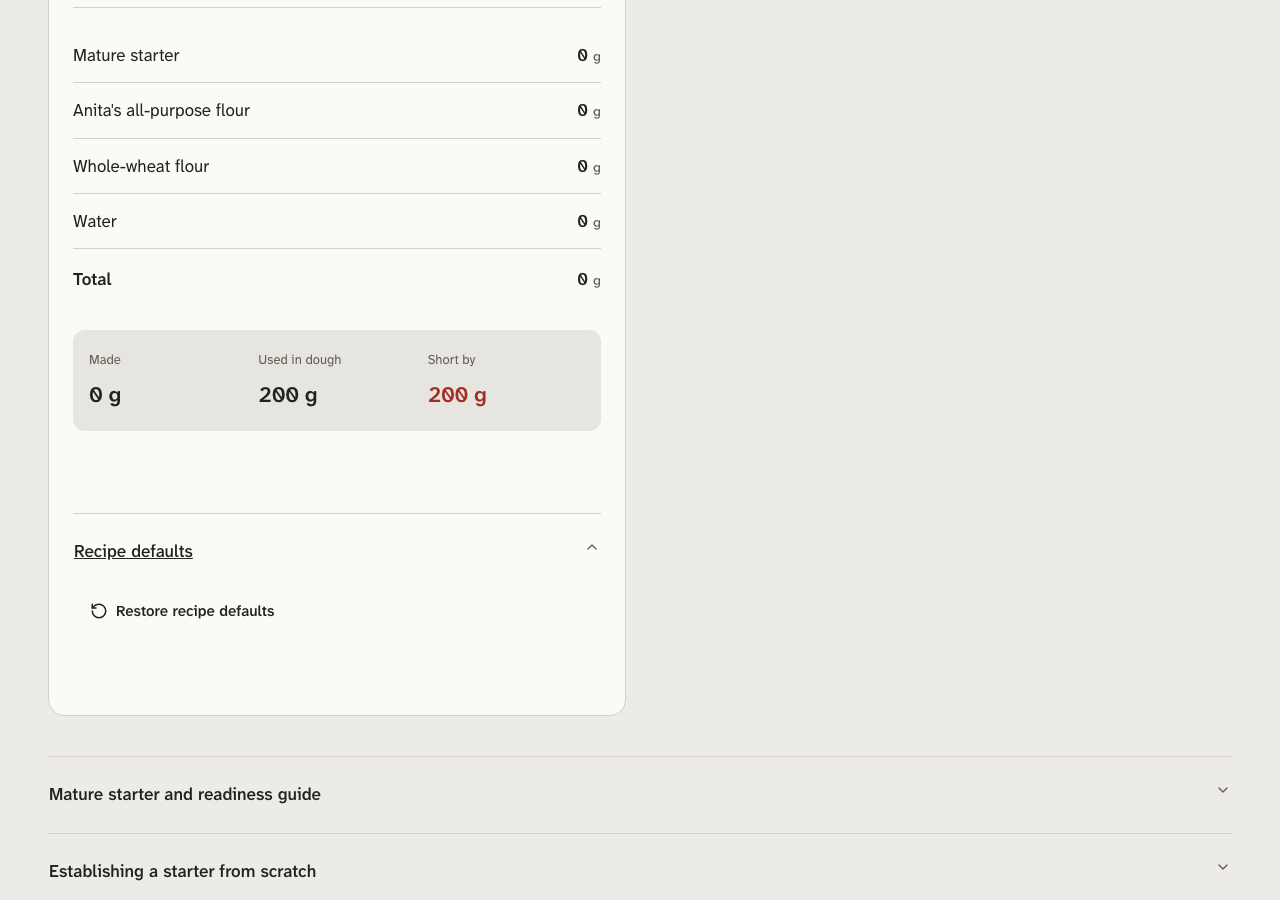 Mature starter 0 g
Anita's all-purpose flour 0 g
Whole-wheat flour 0 g
Water 0 g
Total 0 g
Made Used in dough Short by
0 g 200 g 200 g
Recipe defaults
Restore recipe defaults
Mature starter and readiness guide
Establishing a starter from scratch